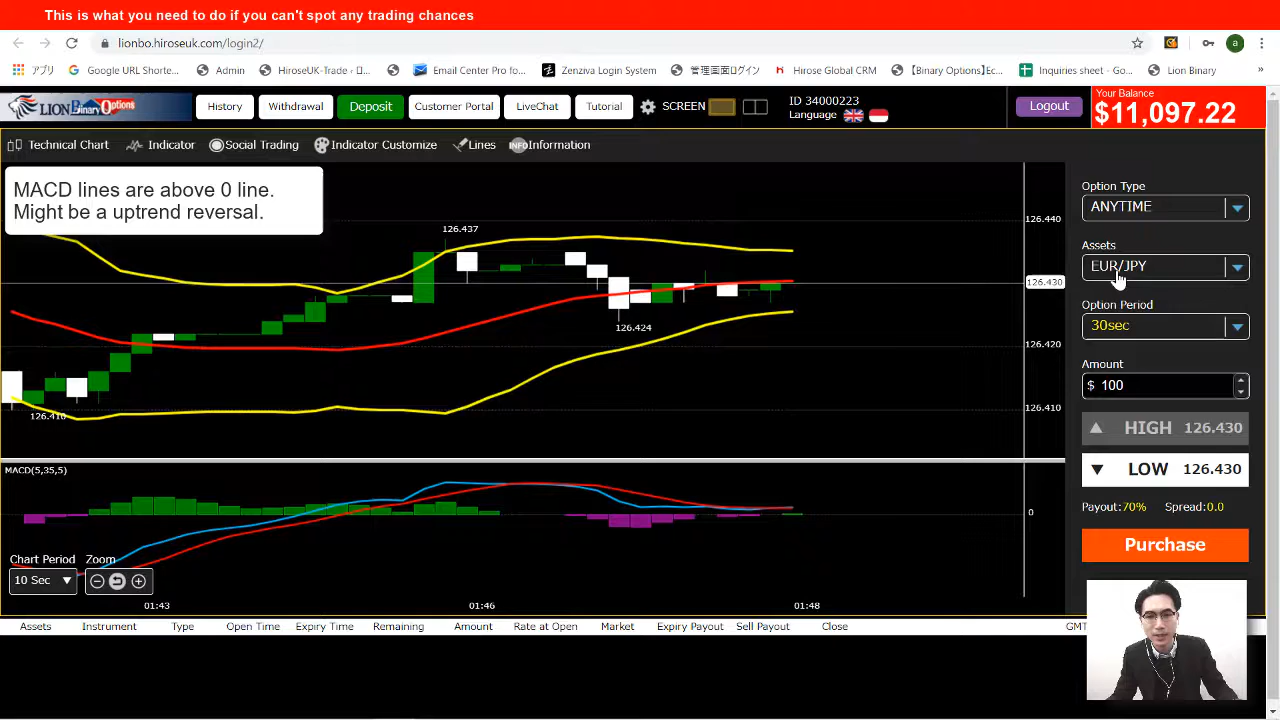 This is what you need to do if you can't spot any trading chances
lionbo.hiroseuk.com/login2/
a
アプリ Google URL Shorte... Admin HiroseUK-Trade ‹ ロ... Email Center Pro fo... Zenziva Login System 管理画面ログイン Hirose Global CRM 【Binary Options】Ec... Inquiries sheet - Go... Lion Binary »
LION Binary Options History Withdrawal Deposit Customer Portal LiveChat Tutorial SCREEN ID 34000223
Language
Logout
Your Balance
$11,097.22
Technical Chart Indicator Social Trading Indicator Customize Lines INFO Information
MACD lines are above 0 line.
Might be a uptrend reversal.
126.437
126.424
126.410
126.440
126.430
126.420
126.410
MACD(5,35,5)
0
Chart Period Zoom
10 Sec
01:43 01:46 01:48
Option Type
ANYTIME
Assets
EUR/JPY
Option Period
30sec
Amount
$ 100
HIGH 126.430
LOW 126.430
Payout:70% Spread:0.0
Purchase
Assets Instrument Type Open Time Expiry Time Remaining Amount Rate at Open Market Expiry Payout Sell Payout Close GMT